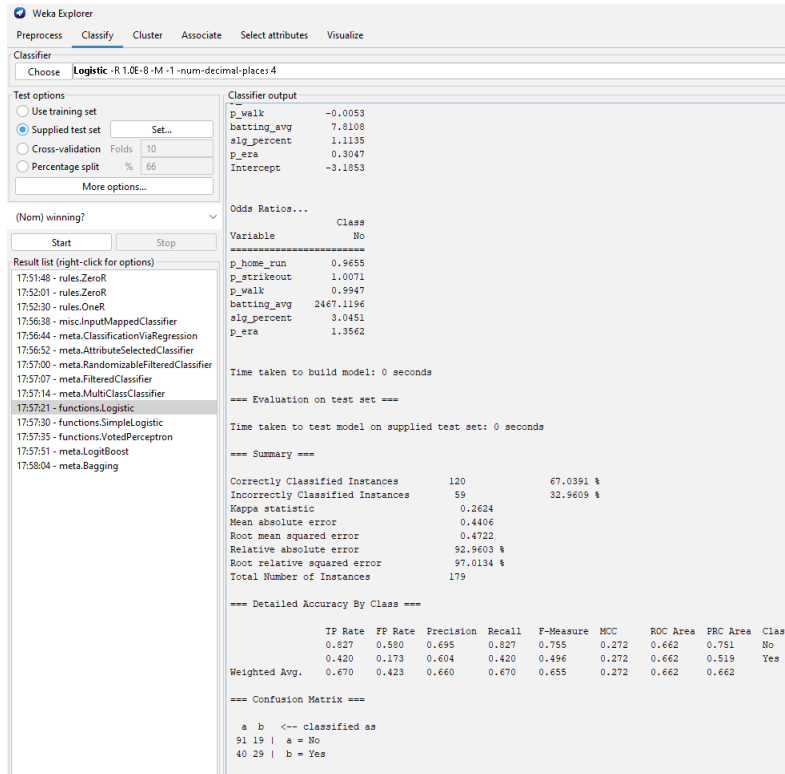 Weka Explorer
Preprocess Classify Cluster Associate Select attributes Visualize
Classifier
Choose Logistic -R 1.0E-8 -M -1 -num-decimal-places 4
Test options
Use training set
Supplied test set Set...
Cross-validation Folds 10
Percentage split % 66
More options...
(Nom) winning?
Start Stop
Result list (right-click for options)
17:51:48 - rules.ZeroR
17:52:01 - rules.ZeroR
17:52:30 - rules.OneR
17:56:38 - misc.InputMappedClassifier
17:56:44 - meta.ClassificationViaRegression
17:56:52 - meta.AttributeSelectedClassifier
17:57:00 - meta.RandomizableFilteredClassifier
17:57:07 - meta.FilteredClassifier
17:57:14 - meta.MultiClassClassifier
17:57:21 - functions.Logistic
17:57:30 - functions.SimpleLogistic
17:57:35 - functions.VotedPerceptron
17:57:51 - meta.LogitBoost
17:58:04 - meta.Bagging
Classifier output
p_walk -0.0053
batting_avg 7.8108
slg_percent 1.1135
p_era 0.3047
Intercept -3.1853
Odds Ratios...
Class
Variable No
========================
p_home_run 0.9655
p_strikeout 1.0071
p_walk 0.9947
batting_avg 2467.1196
slg_percent 3.0451
p_era 1.3562
Time taken to build model: 0 seconds
=== Evaluation on test set ===
Time taken to test model on supplied test set: 0 seconds
=== Summary ===
Correctly Classified Instances 120 67.0391 %
Incorrectly Classified Instances 59 32.9609 %
Kappa statistic 0.2624
Mean absolute error 0.4406
Root mean squared error 0.4722
Relative absolute error 92.9603 %
Root relative squared error 97.0134 %
Total Number of Instances 179
=== Detailed Accuracy By Class ===
TP Rate FP Rate Precision Recall F-Measure MCC ROC Area PRC Area Clas
0.827 0.580 0.695 0.827 0.755 0.272 0.662 0.751 No
0.420 0.173 0.604 0.420 0.496 0.272 0.662 0.519 Yes
Weighted Avg. 0.670 0.423 0.660 0.670 0.655 0.272 0.662 0.662
=== Confusion Matrix ===
a b <-- classified as
91 19 | a = No
40 29 | b = Yes